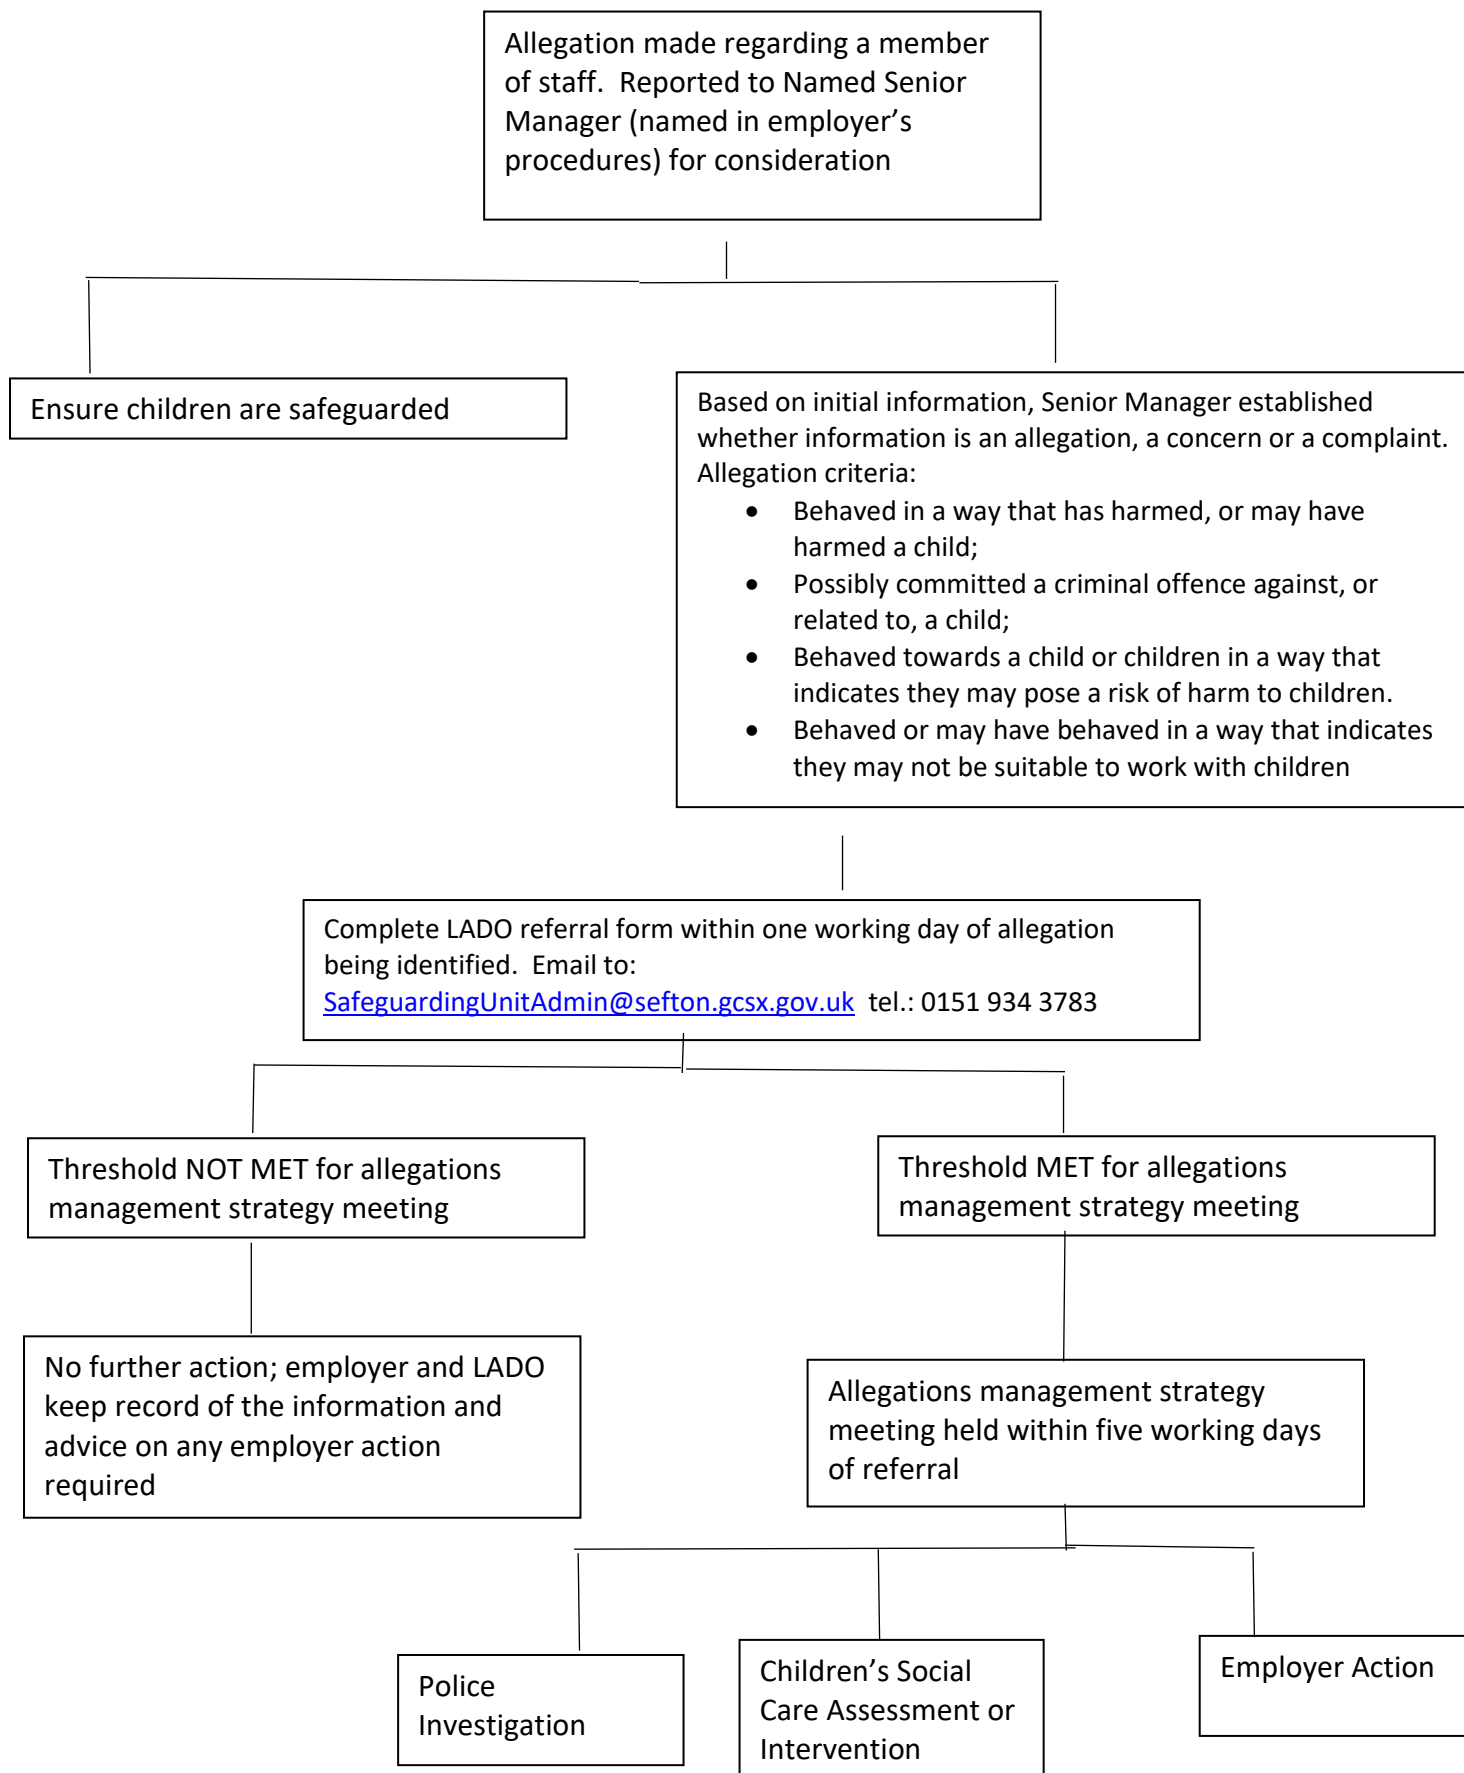 Allegation made regarding a member
of staff.  Reported to Named Senior
Manager (named in employer’s
procedures) for consideration
Ensure children are safeguarded
Based on initial information, Senior Manager established
whether information is an allegation, a concern or a complaint.
Allegation criteria:
• Behaved in a way that has harmed, or may have
harmed a child;
• Possibly committed a criminal offence against, or
related to, a child;
• Behaved towards a child or children in a way that
indicates they may pose a risk of harm to children.
• Behaved or may have behaved in a way that indicates
they may not be suitable to work with children
Complete LADO referral form within one working day of allegation
being identified.  Email to:
SafeguardingUnitAdmin@sefton.gcsx.gov.uk  tel.: 0151 934 3783
Threshold NOT MET for allegations
management strategy meeting
Threshold MET for allegations
management strategy meeting
No further action; employer and LADO
keep record of the information and
advice on any employer action
required
Allegations management strategy
meeting held within five working days
of referral
Police
Investigation
Children’s Social
Care Assessment or
Intervention
Employer Action